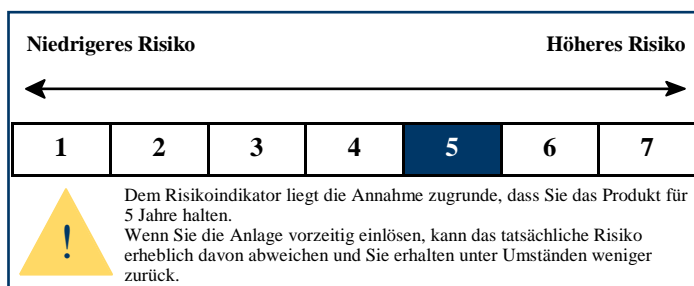 Niedrigeres Risiko Höheres Risiko
1 2 3 4 5 6 7
Dem Risikoindikator liegt die Annahme zugrunde, dass Sie das Produkt für
5 Jahre halten.
!
Wenn Sie die Anlage vorzeitig einlösen, kann das tatsächliche Risiko
erheblich davon abweichen und Sie erhalten unter Umständen weniger
zurück.